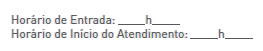 Horário de Entrada: _____h_____
Horário de Início do Atendimento: _____h_____